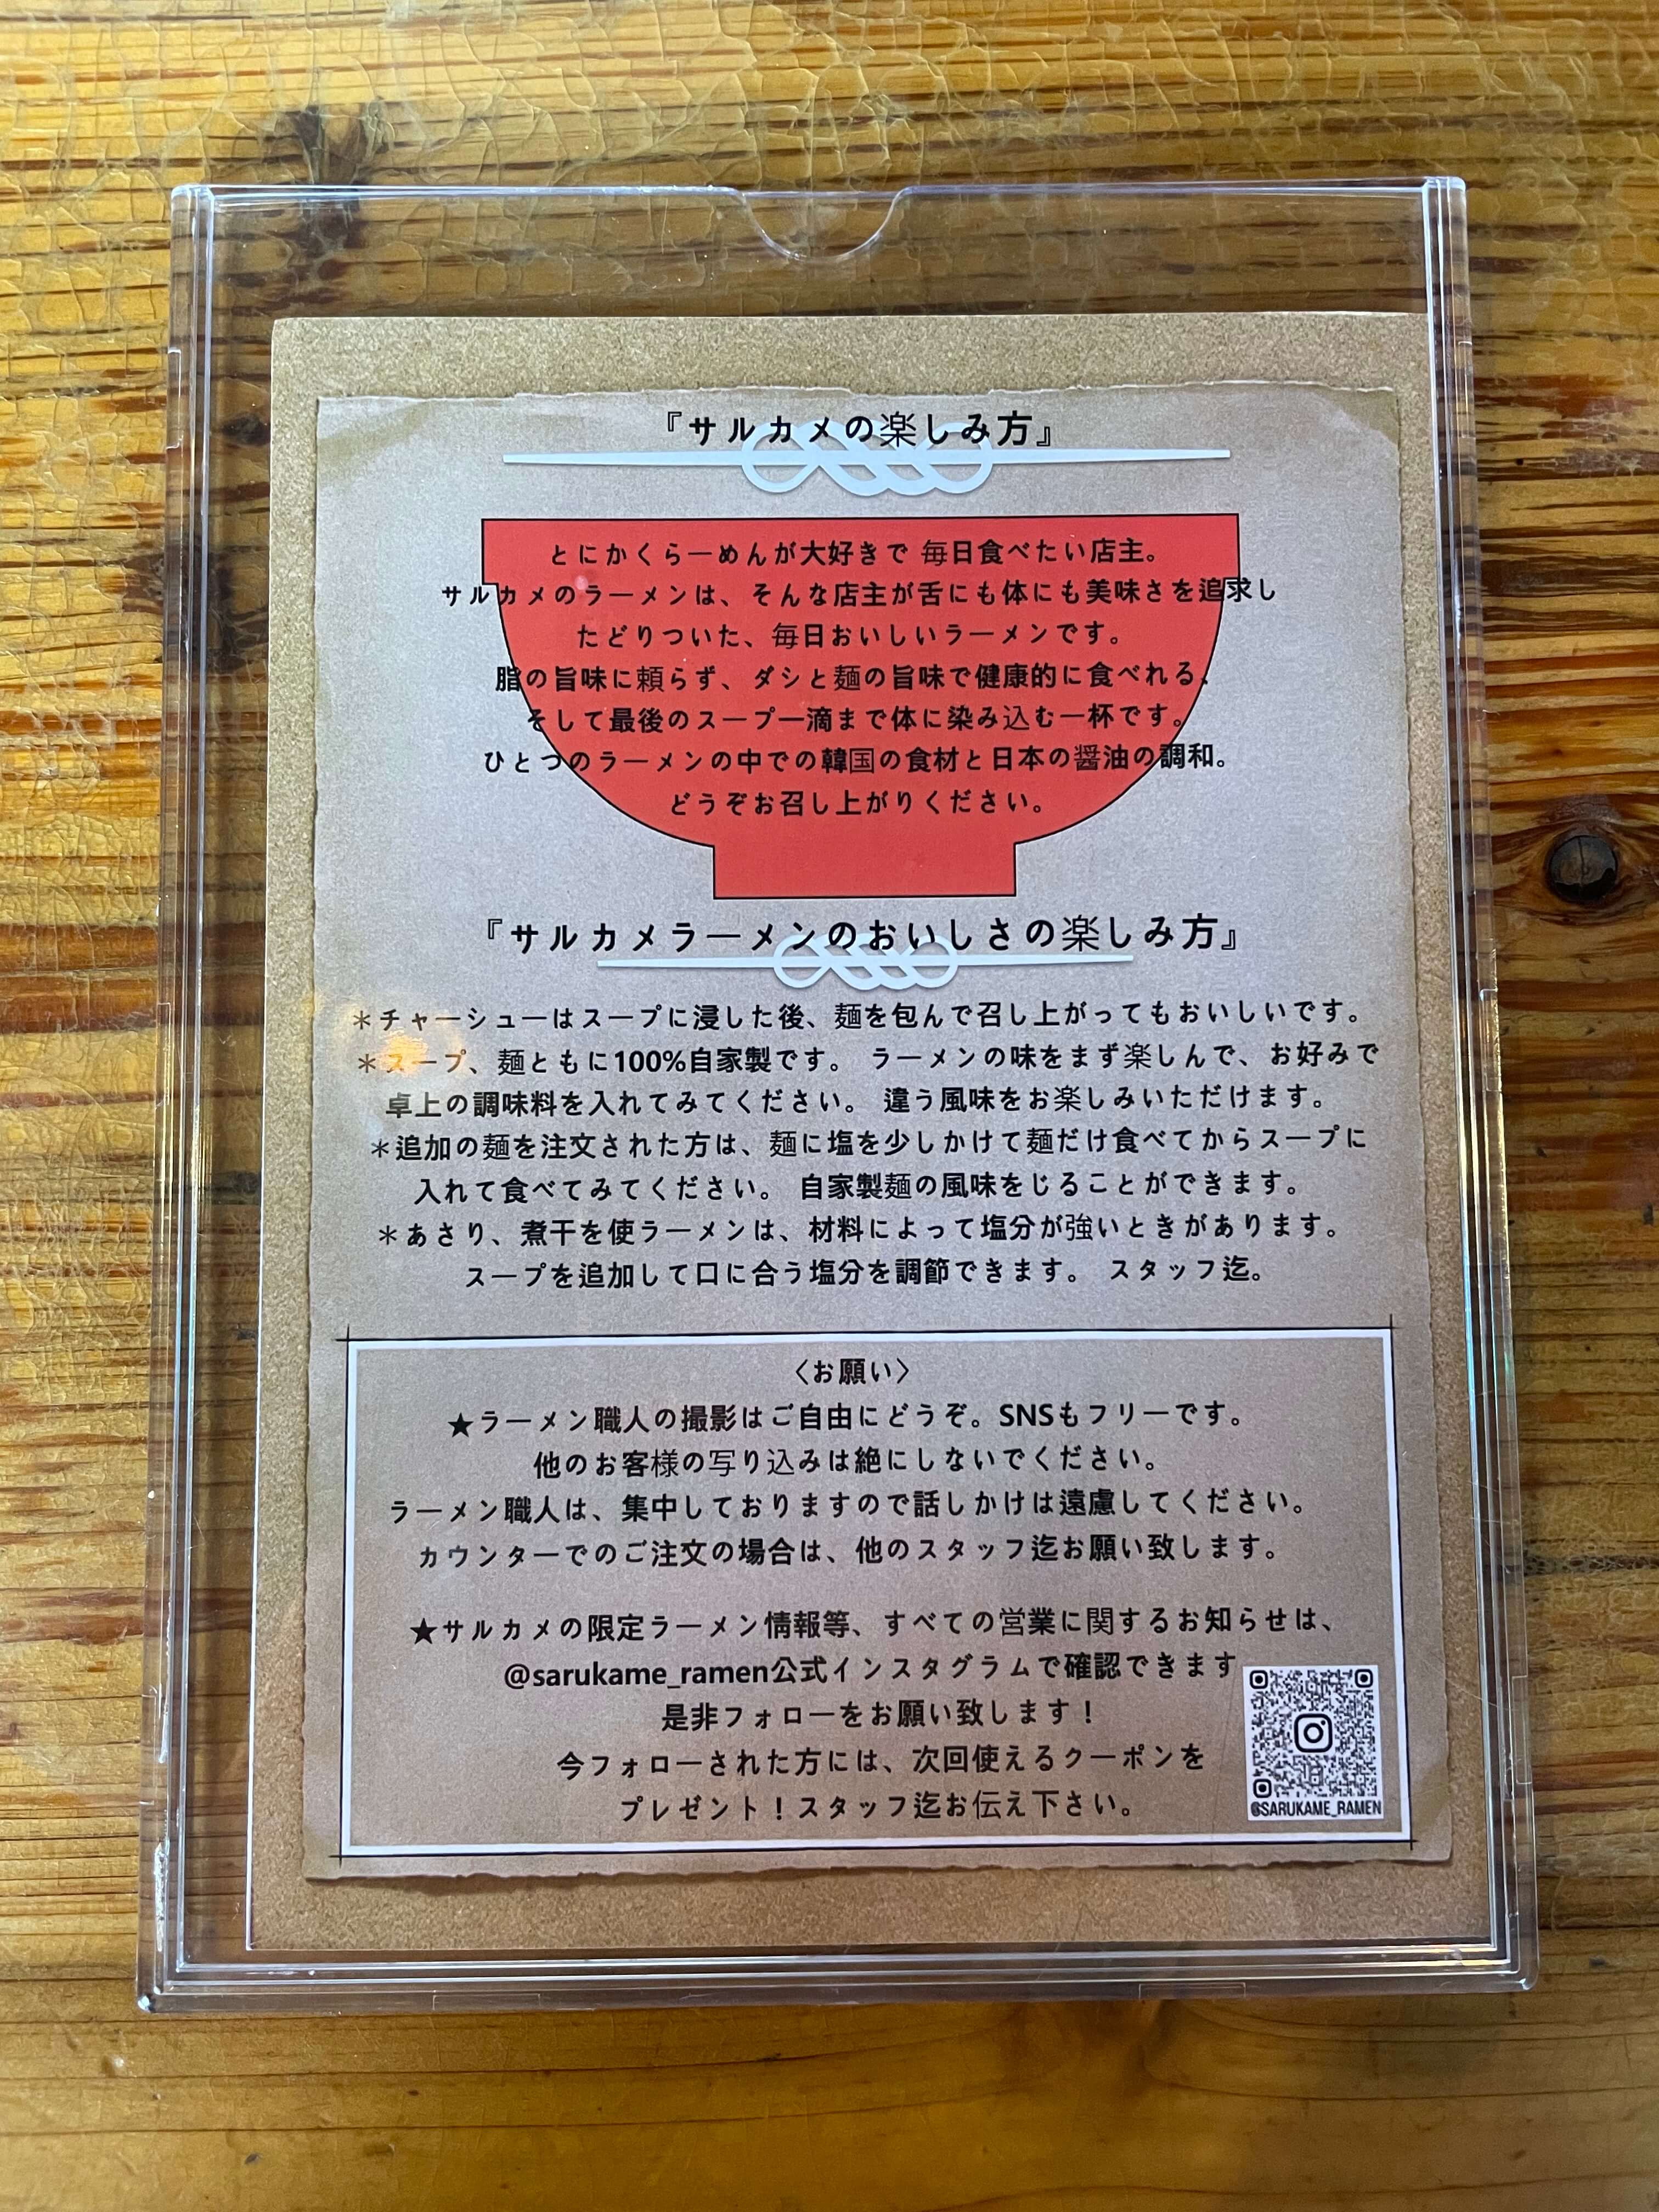 『サルカメの楽しみ方』
とにかくらーめんが大好きで 毎日食べたい店主。
サルカメのラーメンは、そんな店主が舌にも体にも美味さを追求し
たどりついた、毎日おいしいラーメンです。
脂の旨味に頼らず、ダシと麺の旨味で健康的に食べれる、
そして最後のスープ一滴まで体に染み込む一杯です。
ひとつのラーメンの中での韓国の食材と日本の醤油の調和。
どうぞお召し上がりください。
『サルカメラーメンのおいしさの楽しみ方』
＊チャーシューはスープに浸した後、麺を包んで召し上がってもおいしいです。
＊スープ、麺ともに100%自家製です。 ラーメンの味をまず楽しんで、お好みで
卓上の調味料を入れてみてください。 違う風味をお楽しみいただけます。
＊追加の麺を注文された方は、麺に塩を少しかけて麺だけ食べてからスープに
入れて食べてみてください。 自家製麺の風味をじることができます。
＊あさり、煮干を使ラーメンは、材料によって塩分が強いときがあります。
スープを追加して口に合う塩分を調節できます。 スタッフ迄。
〈お願い〉
★ラーメン職人の撮影はご自由にどうぞ。SNSもフリーです。
他のお客様の写り込みは絶にしないでください。
ラーメン職人は、集中しておりますので話しかけは遠慮してください。
カウンターでのご注文の場合は、他のスタッフ迄お願い致します。
★サルカメの限定ラーメン情報等、すべての営業に関するお知らせは、
@sarukame_ramen公式インスタグラムで確認できます
是非フォローをお願い致します！
今フォローされた方には、次回使えるクーポンを
プレゼント！スタッフ迄お伝え下さい。
@SARUKAME_RAMEN